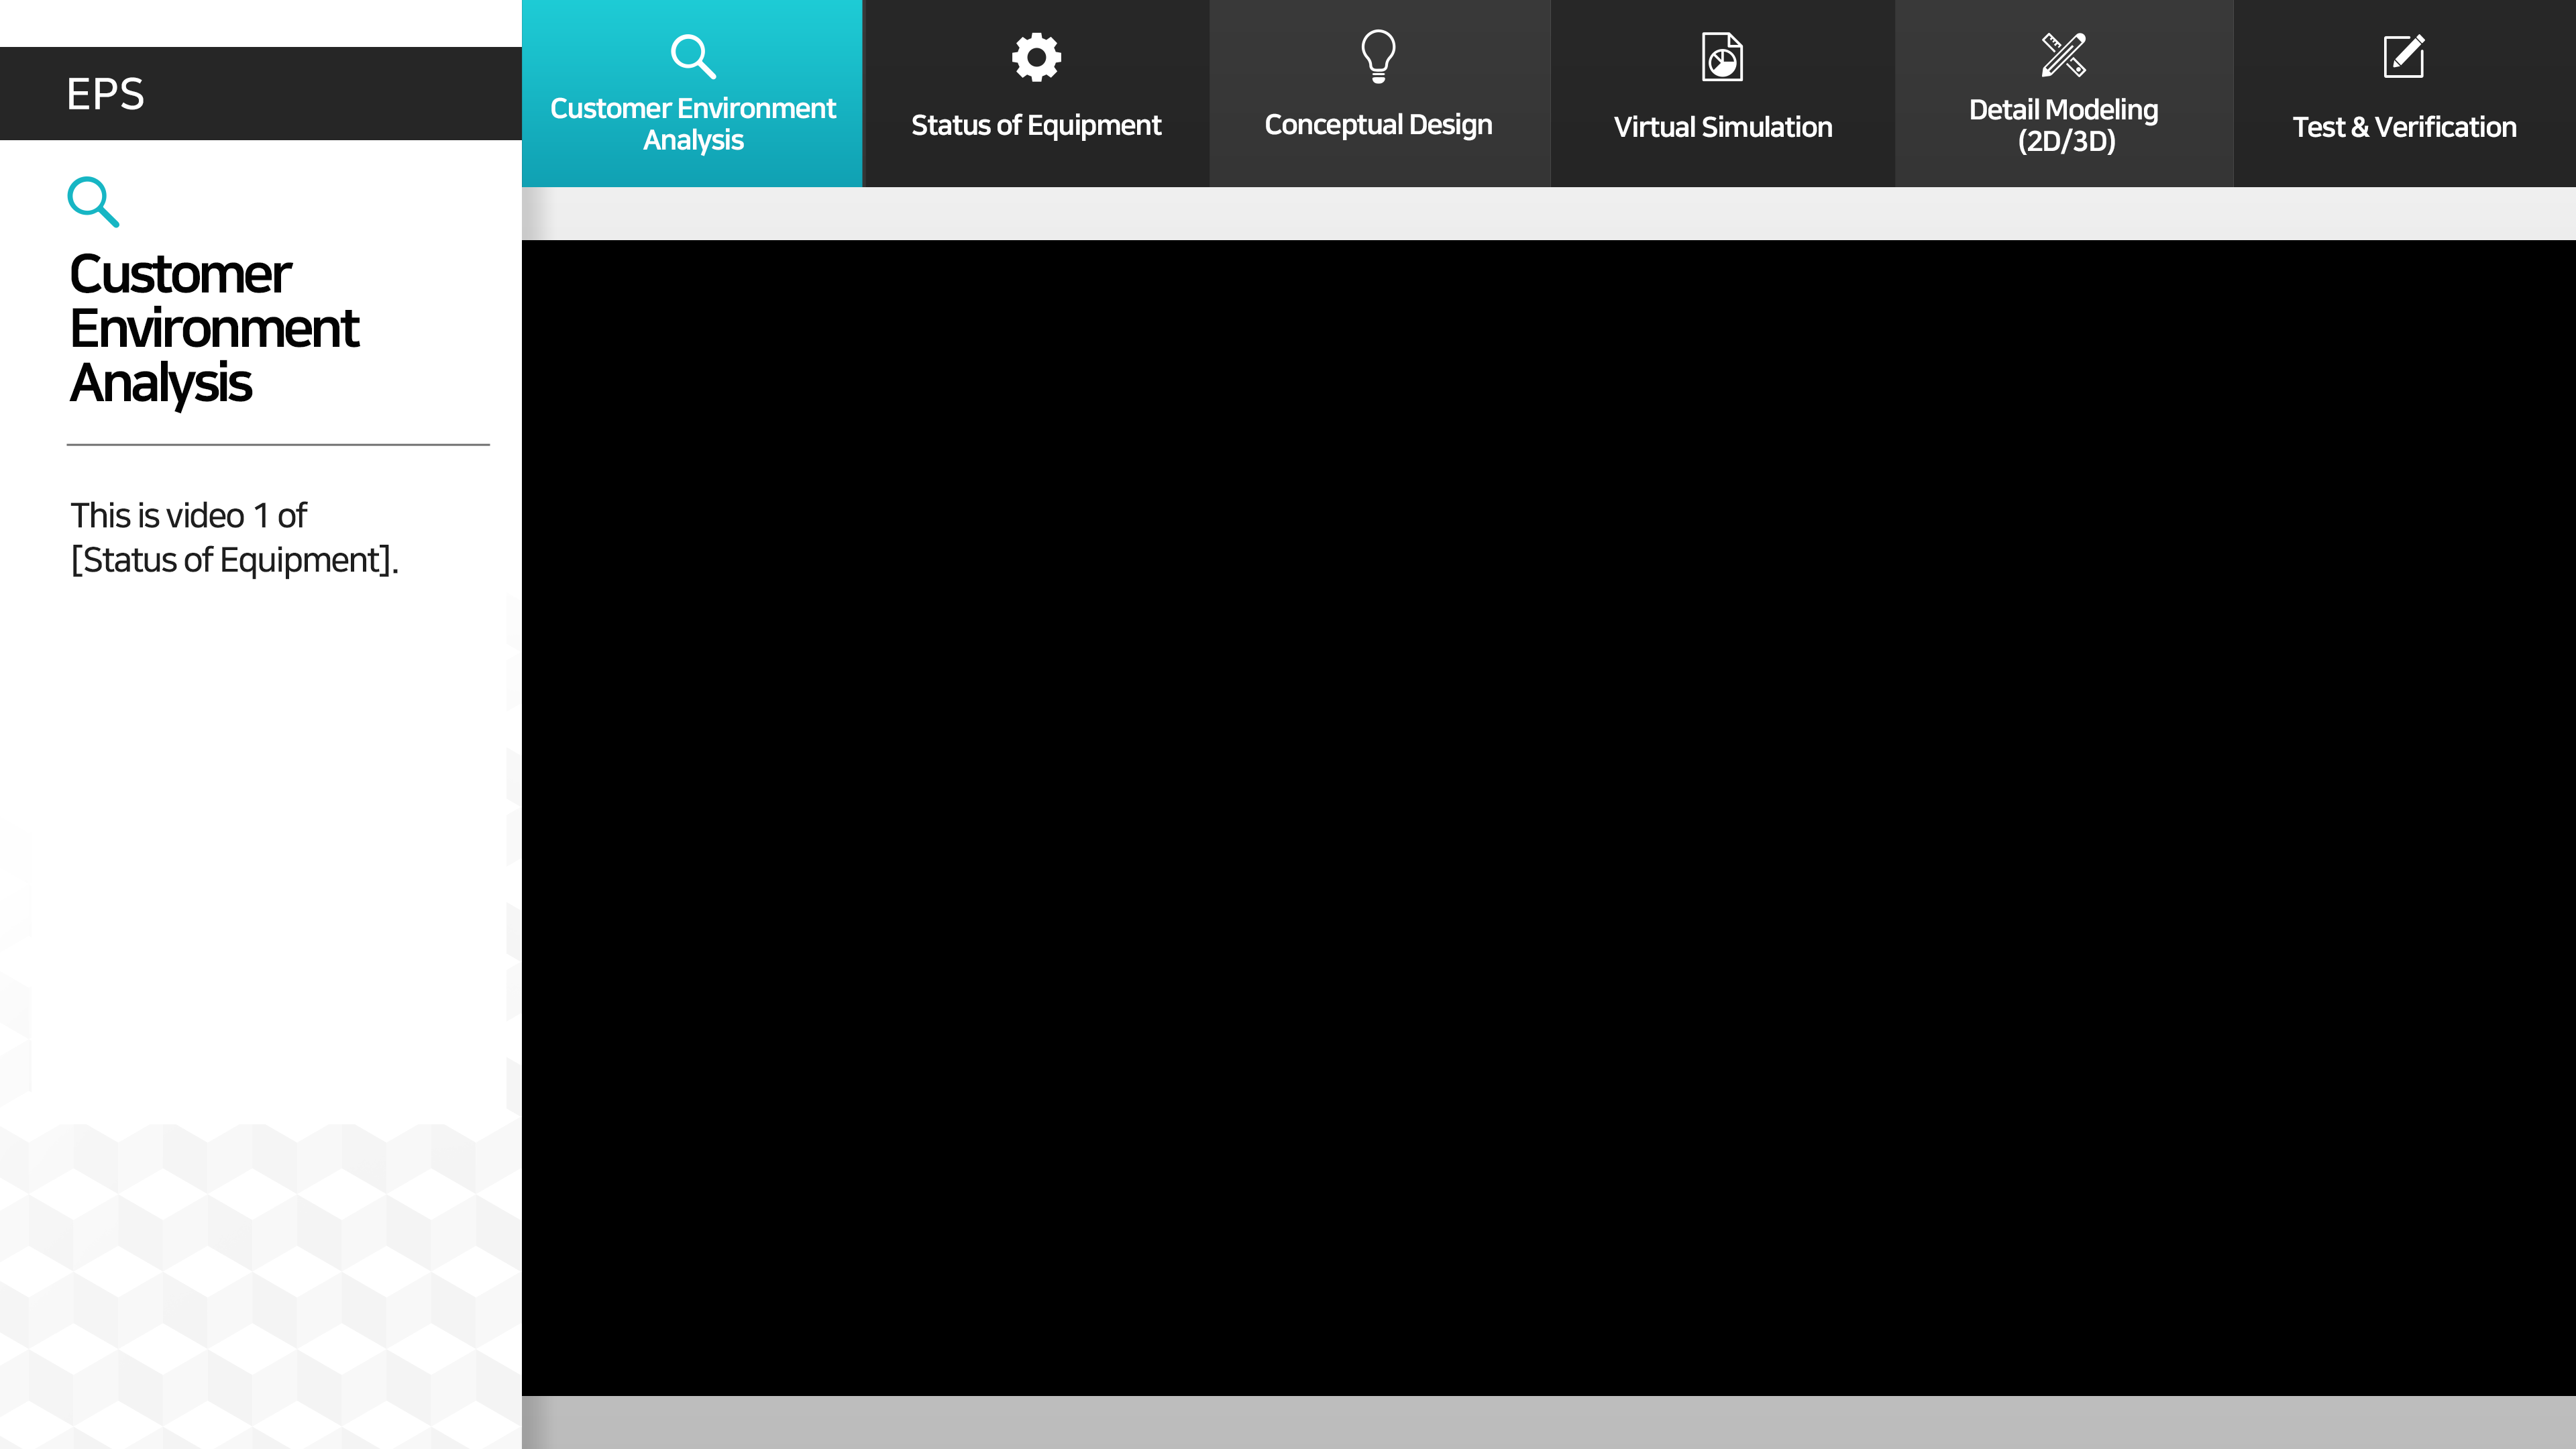 EPS
Customer
Environment
Analysis
This is video 1 of
[Status of Equipment].
Customer Environment
Analysis
Status of Equipment
Conceptual Design
Virtual Simulation
Detail Modeling
(2D/3D)
Test & Verification